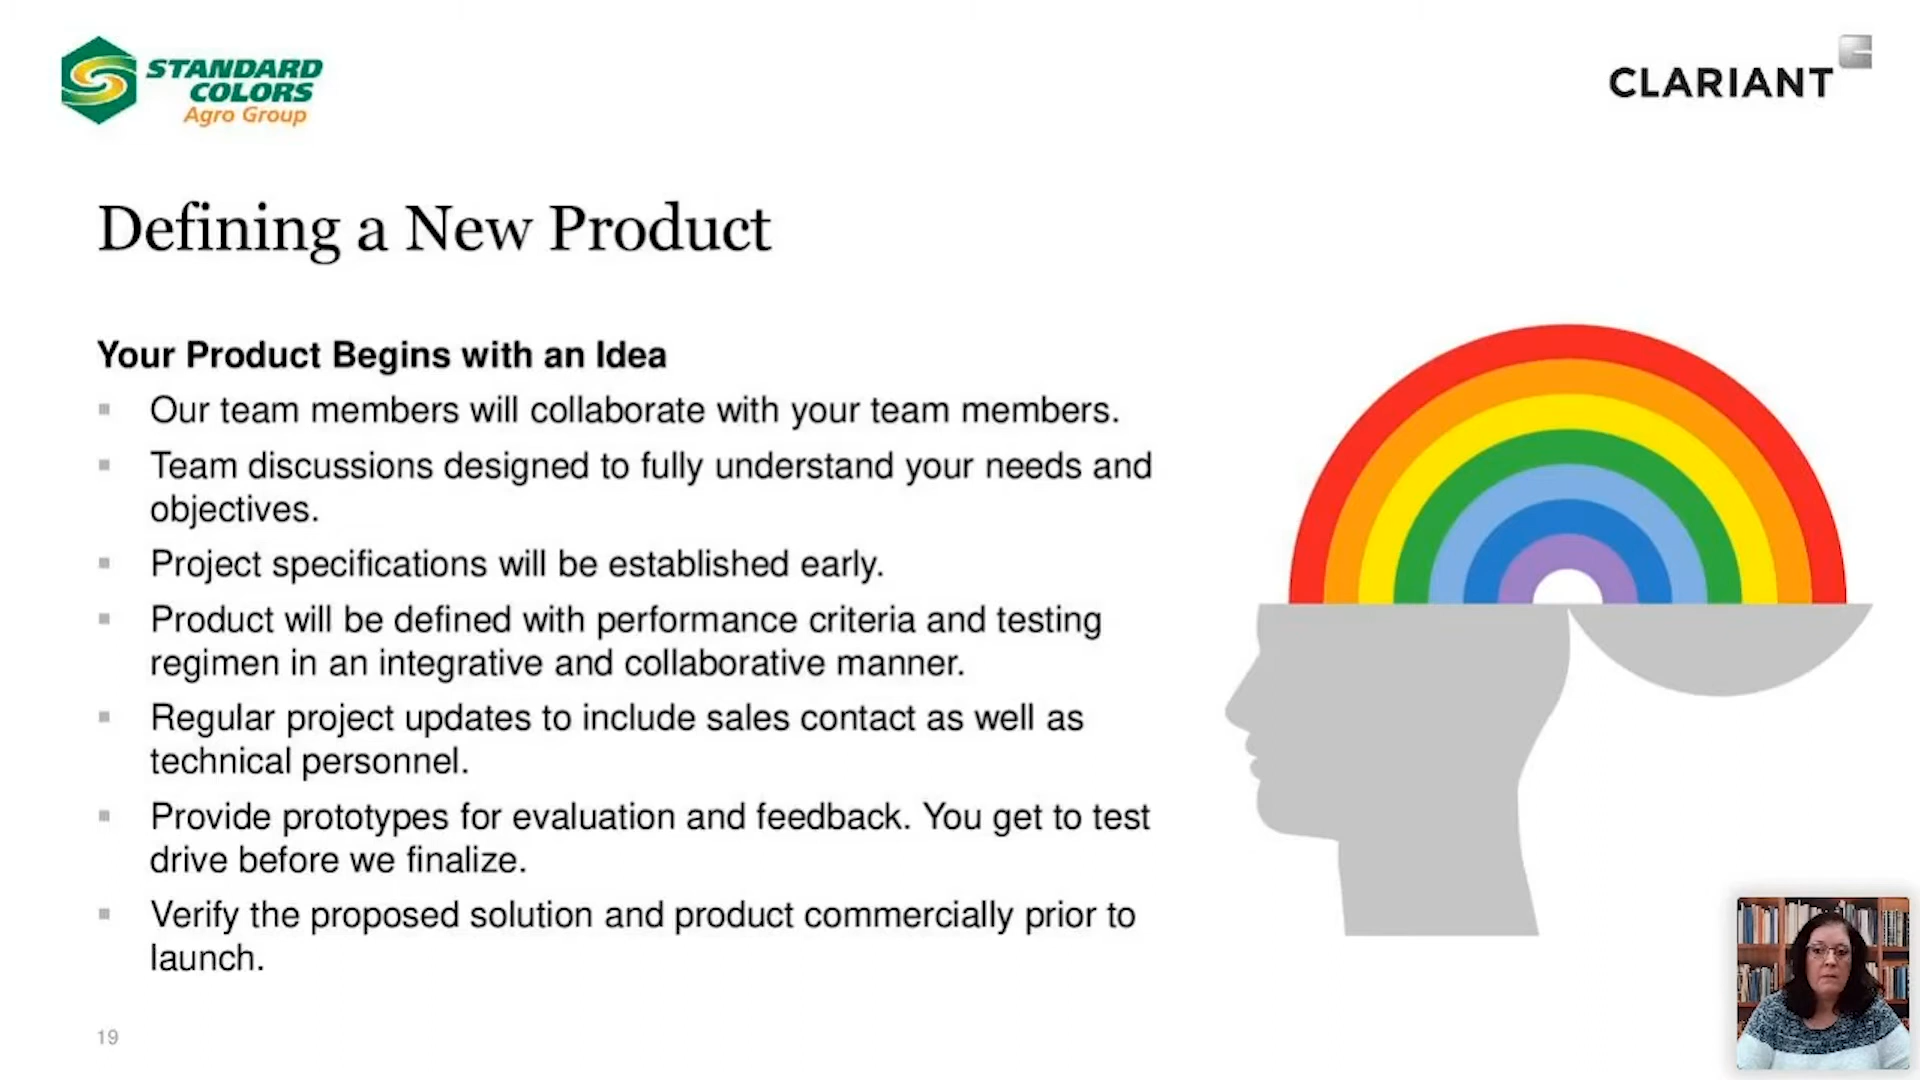 STANDARD
COLORS
Agro Group
CLARIANT
Defining a New Product
Your Product Begins with an Idea
Our team members will collaborate with your team members.
Team discussions designed to fully understand your needs and
objectives.
Project specifications will be established early.
Product will be defined with performance criteria and testing
regimen in an integrative and collaborative manner.
Regular project updates to include sales contact as well as
technical personnel.
Provide prototypes for evaluation and feedback. You get to test
drive before we finalize.
Verify the proposed solution and product commercially prior to
launch.
19